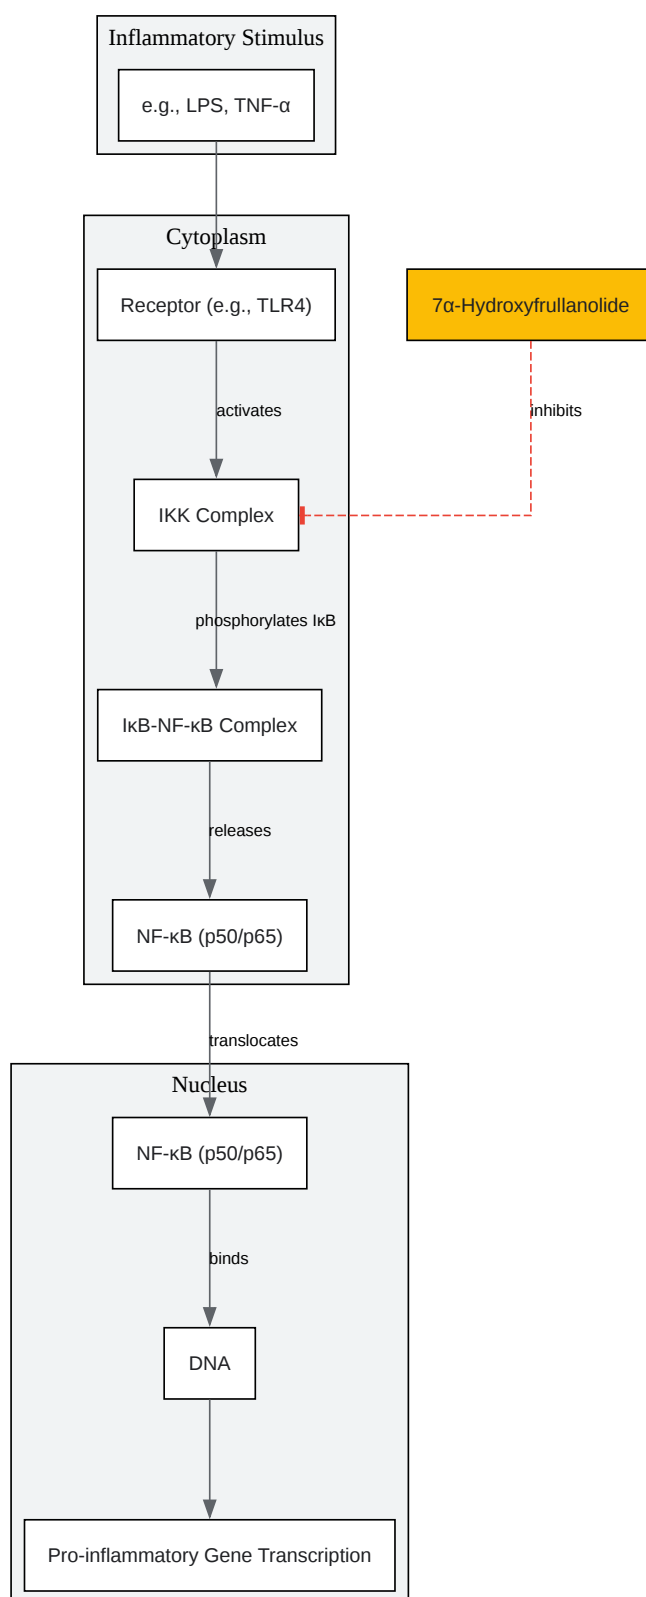 Inflammatory Stimulus
e.g., LPS, TNF-α
Cytoplasm
Receptor (e.g., TLR4)
7α-Hydroxyfrullanolide
activates
inhibits
IKK Complex
phosphorylates IκB
IκB-NF-κB Complex
releases
NF-κB (p50/p65)
translocates
Nucleus
NF-κB (p50/p65)
binds
DNA
Pro-inflammatory Gene Transcription